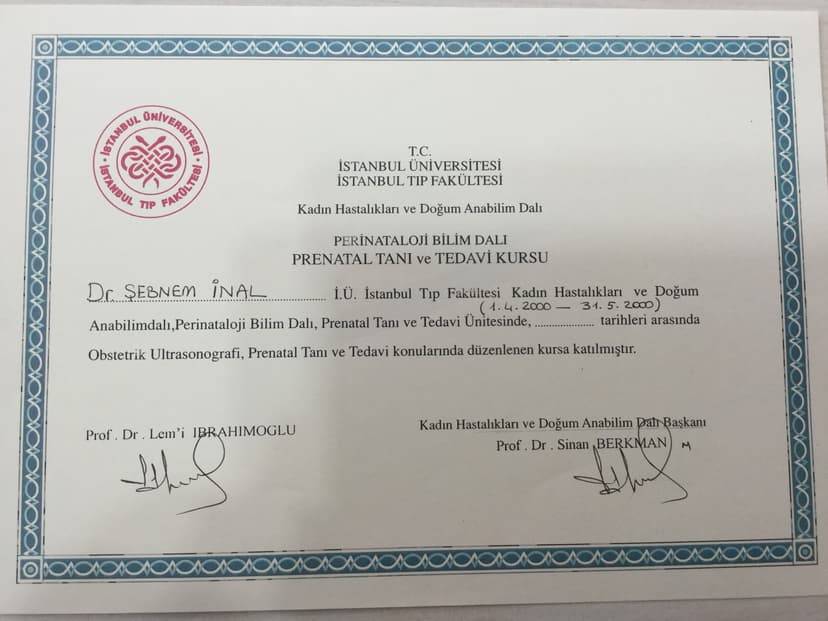 İSTANBUL ÜNİVERSİTESİ
İSTANBUL TIP FAKÜLTESİ
T.C.
İSTANBUL ÜNİVERSİTESİ
İSTANBUL TIP FAKÜLTESİ
Kadın Hastalıkları ve Doğum Anabilim Dalı
PERİNATALOJİ BİLİM DALI
PRENATAL TANI ve TEDAVİ KURSU
Dr. ŞEBNEM İNAL İ.Ü. İstanbul Tıp Fakültesi Kadın Hastalıkları ve Doğum
(1.4.2000 — 31.5.2000)
Anabilimdalı,Perinataloji Bilim Dalı, Prenatal Tanı ve Tedavi Ünitesinde, .................. tarihleri arasında
Obstetrik Ultrasonografi, Prenatal Tanı ve Tedavi konularında düzenlenen kursa katılmıştır.
Prof . Dr . Lem'i IBRAHIMOGLU
Kadın Hastalıkları ve Doğum Anabilim Dalı Başkanı
Prof . Dr . Sinan BERKMAN